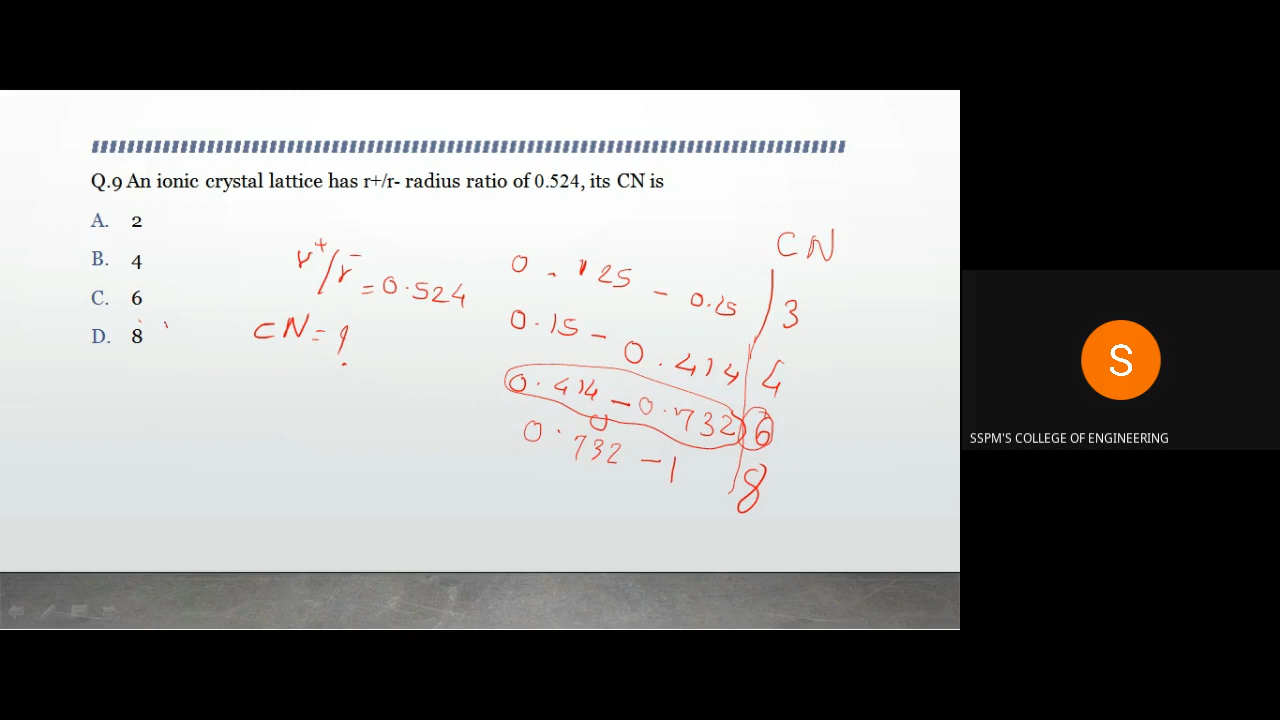 Q.9 An ionic crystal lattice has r+/r- radius ratio of 0.524, its CN is
A. 2
B. 4
C. 6
D. 8
r+/r- = 0.524
CN = ?
CN
0.125 - 0.15 3
0.15 - 0.414 4
0.414 - 0.732 6
0.732 - 1 8
S
SSPM'S COLLEGE OF ENGINEERING